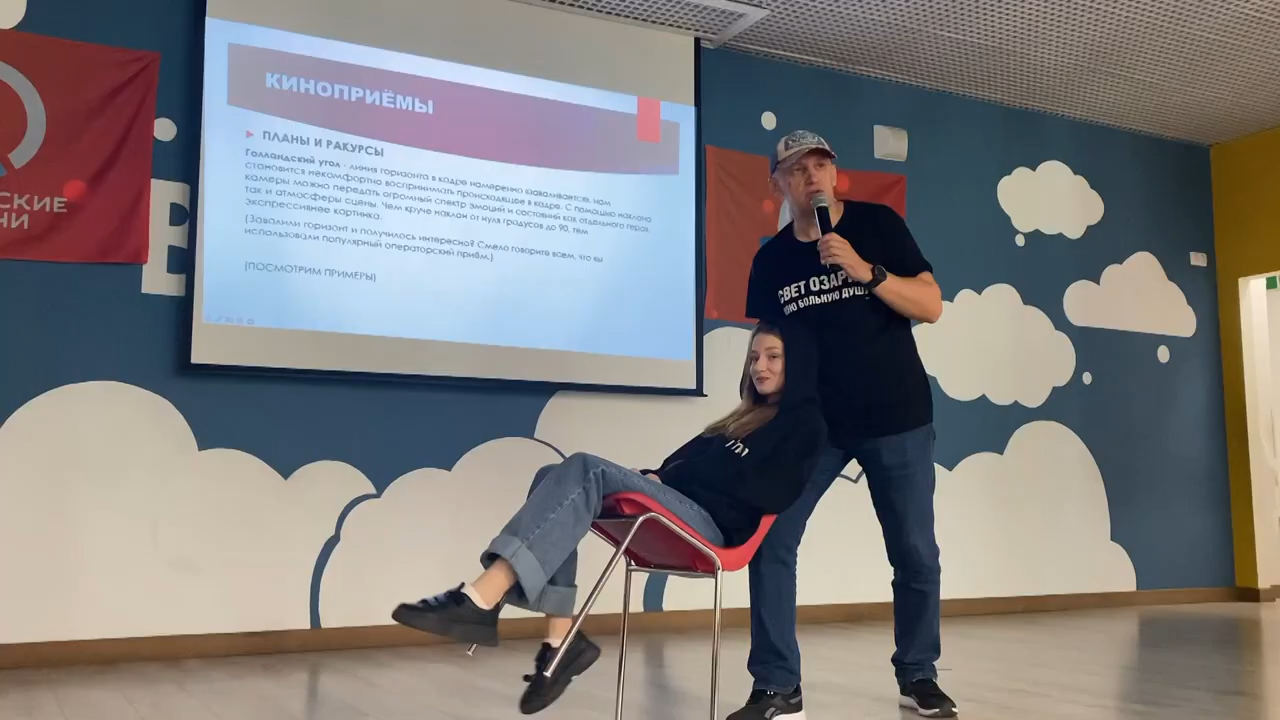 КИНОПРИЁМЫ
ПЛАНЫ И РАКУРСЫ
Голландский угол - линия горизонта в кадре намеренно заваливается, нам
становится некомфортно воспринимать происходящее в кадре. С помощью наклона
камеры можно передать огромный спектр эмоций и состояний как отдельного героя,
так и атмосферы сцены. Чем круче наклон от нуля градусов до 90, тем
экспрессивнее картинка.
(Завалили горизонт и получилось интересно? Смело говорите всем, что вы
использовали популярный операторский приём.)
(ПОСМОТРИМ ПРИМЕРЫ)
СКИЕ
ЧИ
В
СВЕТ ОЗАР
БОЛЬНУЮ ДУШУ